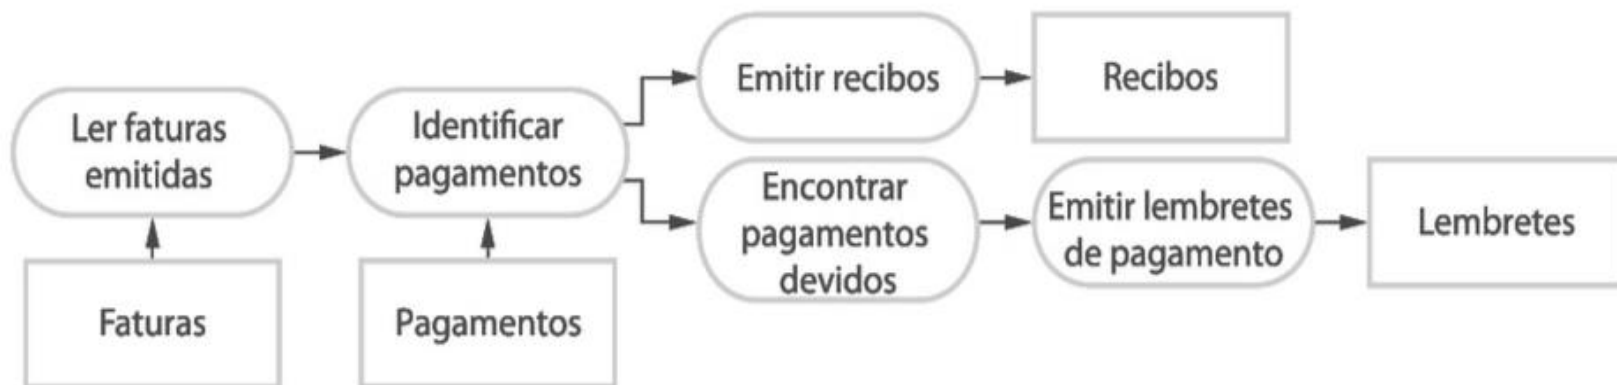 Ler faturas
emitidas
Faturas
Identificar
pagamentos
Pagamentos
Emitir recibos
Recibos
Encontrar
pagamentos
devidos
Emitir lembretes
de pagamento
Lembretes